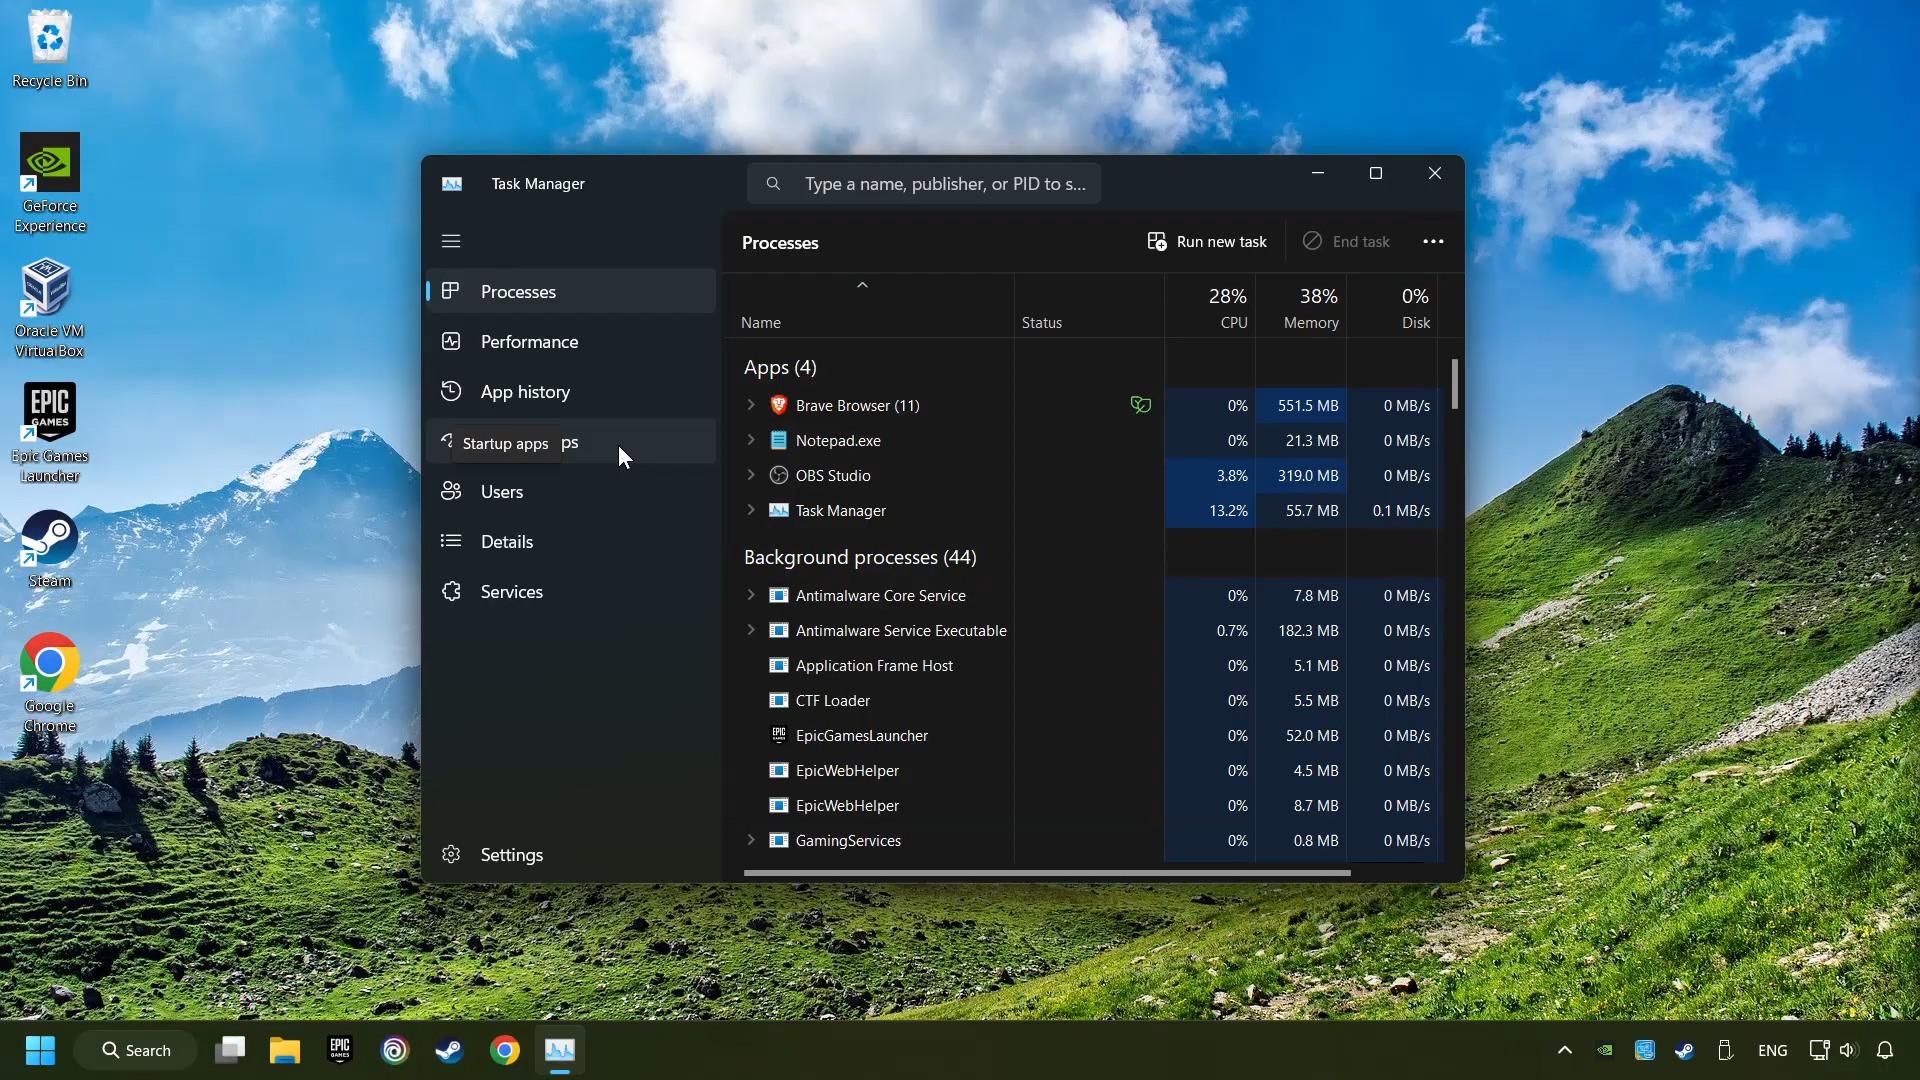 Recycle Bin
GeForce
Experience
Oracle VM
VirtualBox
EPIC
GAMES
Epic Games
Launcher
Steam
Google
Chrome
Task Manager
Type a name, publisher, or PID to s...
Processes
Performance
App history
Startup apps
ps
Users
Details
Services
Settings
Processes
Run new task
End task
Name
Status
28%
CPU
38%
Memory
0%
Disk
Apps (4)
Brave Browser (11) 0% 551.5 MB 0 MB/s
Notepad.exe 0% 21.3 MB 0 MB/s
OBS Studio 3.8% 319.0 MB 0 MB/s
Task Manager 13.2% 55.7 MB 0.1 MB/s
Background processes (44)
Antimalware Core Service 0% 7.8 MB 0 MB/s
Antimalware Service Executable 0.7% 182.3 MB 0 MB/s
Application Frame Host 0% 5.1 MB 0 MB/s
CTF Loader 0% 5.5 MB 0 MB/s
EpicGamesLauncher 0% 52.0 MB 0 MB/s
EpicWebHelper 0% 4.5 MB 0 MB/s
EpicWebHelper 0% 8.7 MB 0 MB/s
GamingServices 0% 0.8 MB 0 MB/s
Search
EPIC
GAMES
ENG